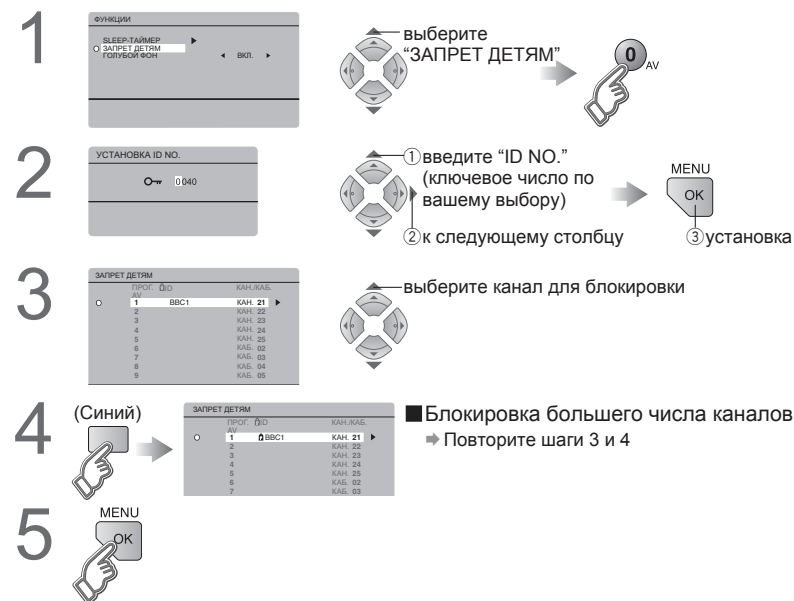 1
ФУНКЦИИ
SLEEP-ТАЙМЕР
ЗАПРЕТ ДЕТЯМ
ГОЛУБОЙ ФОН ВКЛ.
выберите
“ЗАПРЕТ ДЕТЯМ”
0
AV
2
УСТАНОВКА ID NO.
0040
①введите “ID NO.”
(ключевое число по
вашему выбору)
②к следующему столбцу
MENU
OK
③установка
3
ЗАПРЕТ ДЕТЯМ
ПРОГ. ID КАН./КАБ.
AV
1 BBC1 КАН. 21
2 КАН. 22
3 КАН. 23
4 КАН. 24
5 КАН. 25
6 КАБ. 02
7 КАБ. 03
8 КАБ. 04
9 КАБ. 05
выберите канал для блокировки
4
(Синий)
ЗАПРЕТ ДЕТЯМ
ПРОГ. ID КАН./КАБ.
AV
1 BBC1 КАН. 21
2 КАН. 22
3 КАН. 23
4 КАН. 24
5 КАН. 25
6 КАБ. 02
7 КАБ. 03
■Блокировка большего числа каналов
➡ Повторите шаги 3 и 4
5
MENU
OK